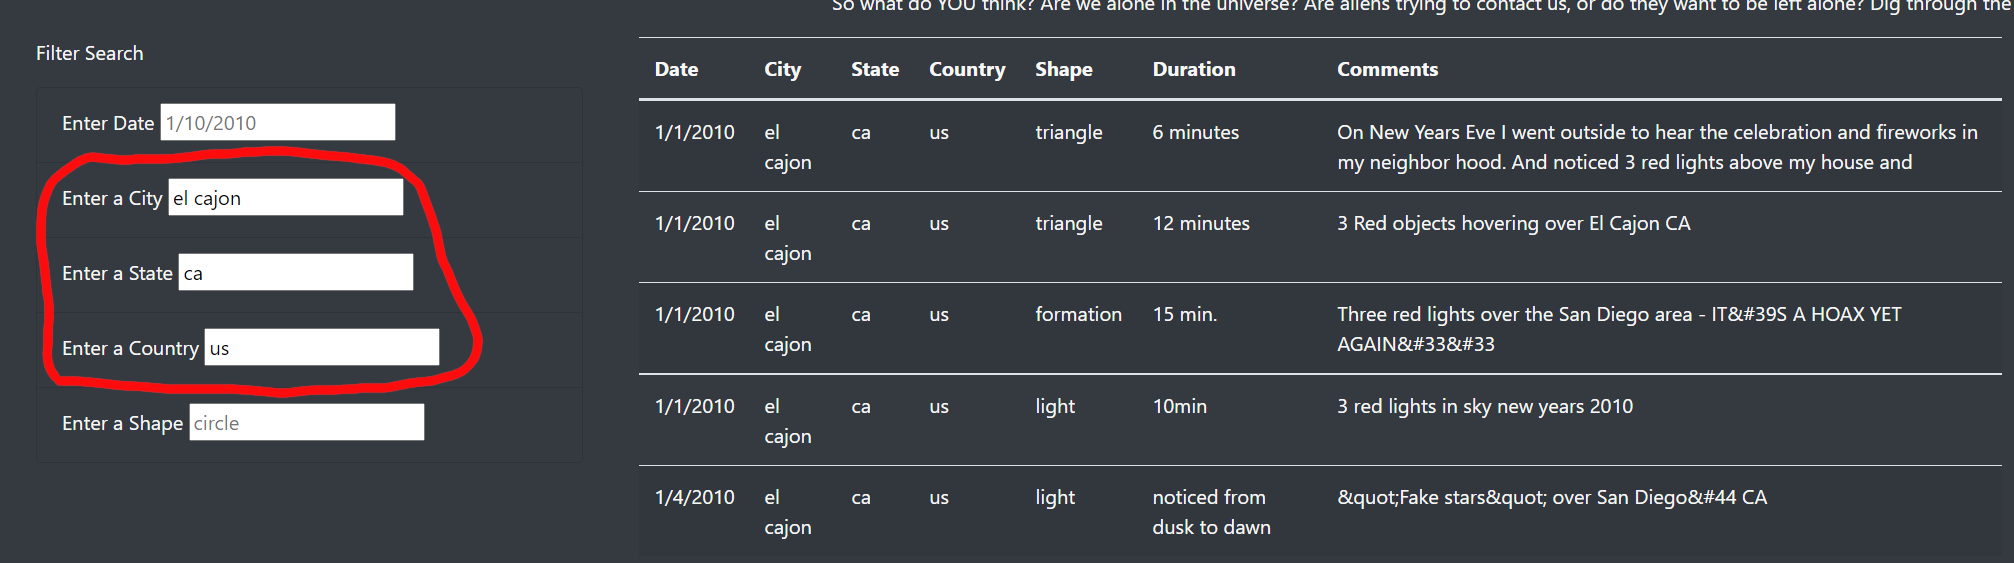 So what do YOU think? Are we alone in the universe? Are aliens trying to contact us, or do they want to be left alone? Dig through the
Filter Search
Enter Date 1/10/2010
Enter a City el cajon
Enter a State ca
Enter a Country us
Enter a Shape circle
Date City State Country Shape Duration Comments
1/1/2010 el ca us triangle 6 minutes On New Years Eve I went outside to hear the celebration and fireworks in
cajon my neighbor hood. And noticed 3 red lights above my house and
1/1/2010 el ca us triangle 12 minutes 3 Red objects hovering over El Cajon CA
cajon
1/1/2010 el ca us formation 15 min. Three red lights over the San Diego area - IT&#39S A HOAX YET
cajon AGAIN&#33&#33
1/1/2010 el ca us light 10min 3 red lights in sky new years 2010
cajon
1/4/2010 el ca us light noticed from &quot;Fake stars&quot; over San Diego&#44 CA
cajon dusk to dawn